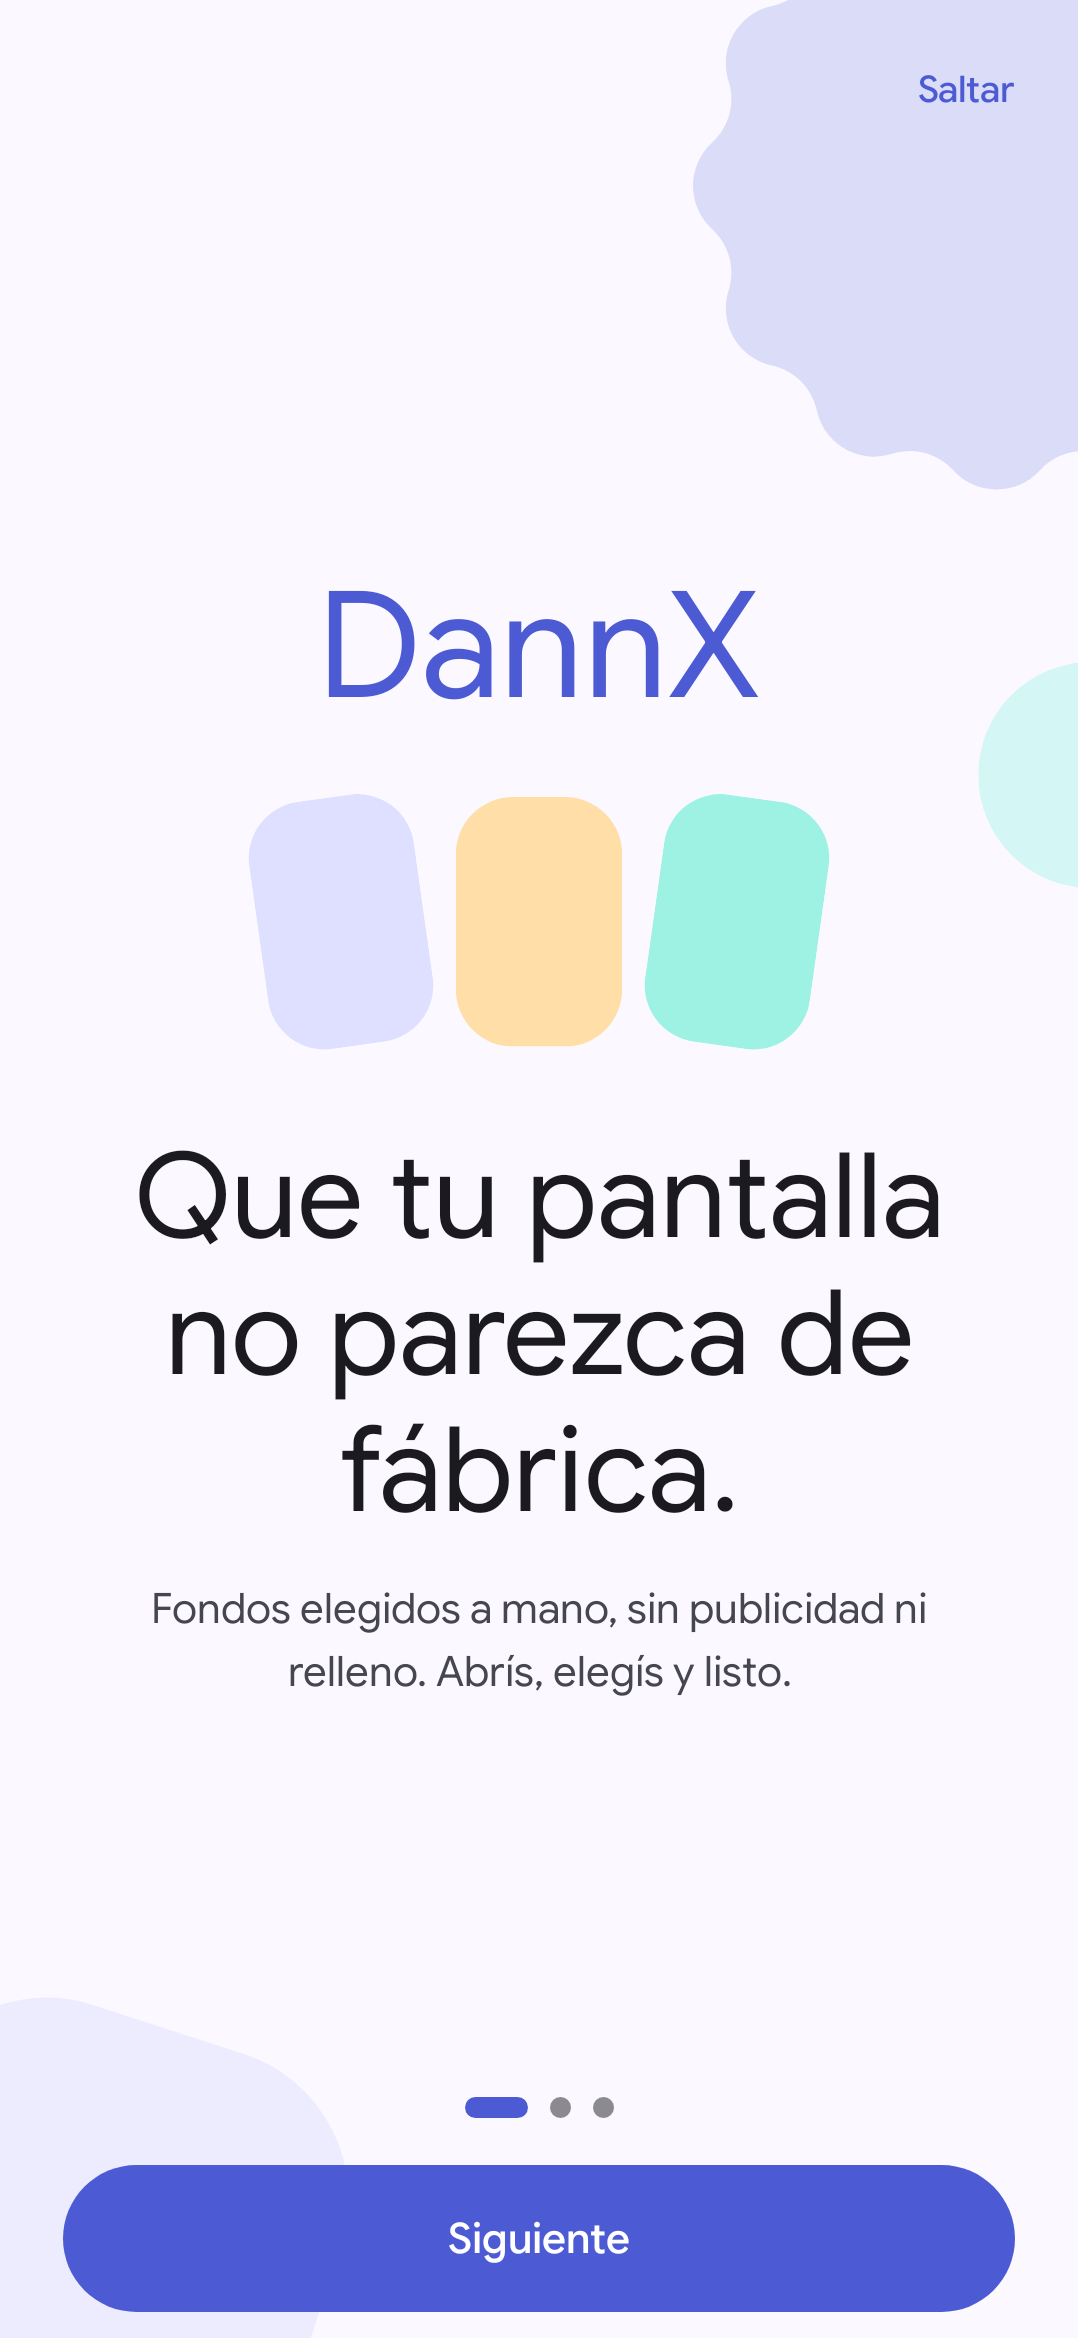 Saltar
DannX
Que tu pantalla
no parezca de
fábrica.
Fondos elegidos a mano, sin publicidad ni
relleno. Abrís, elegís y listo.
Siguiente